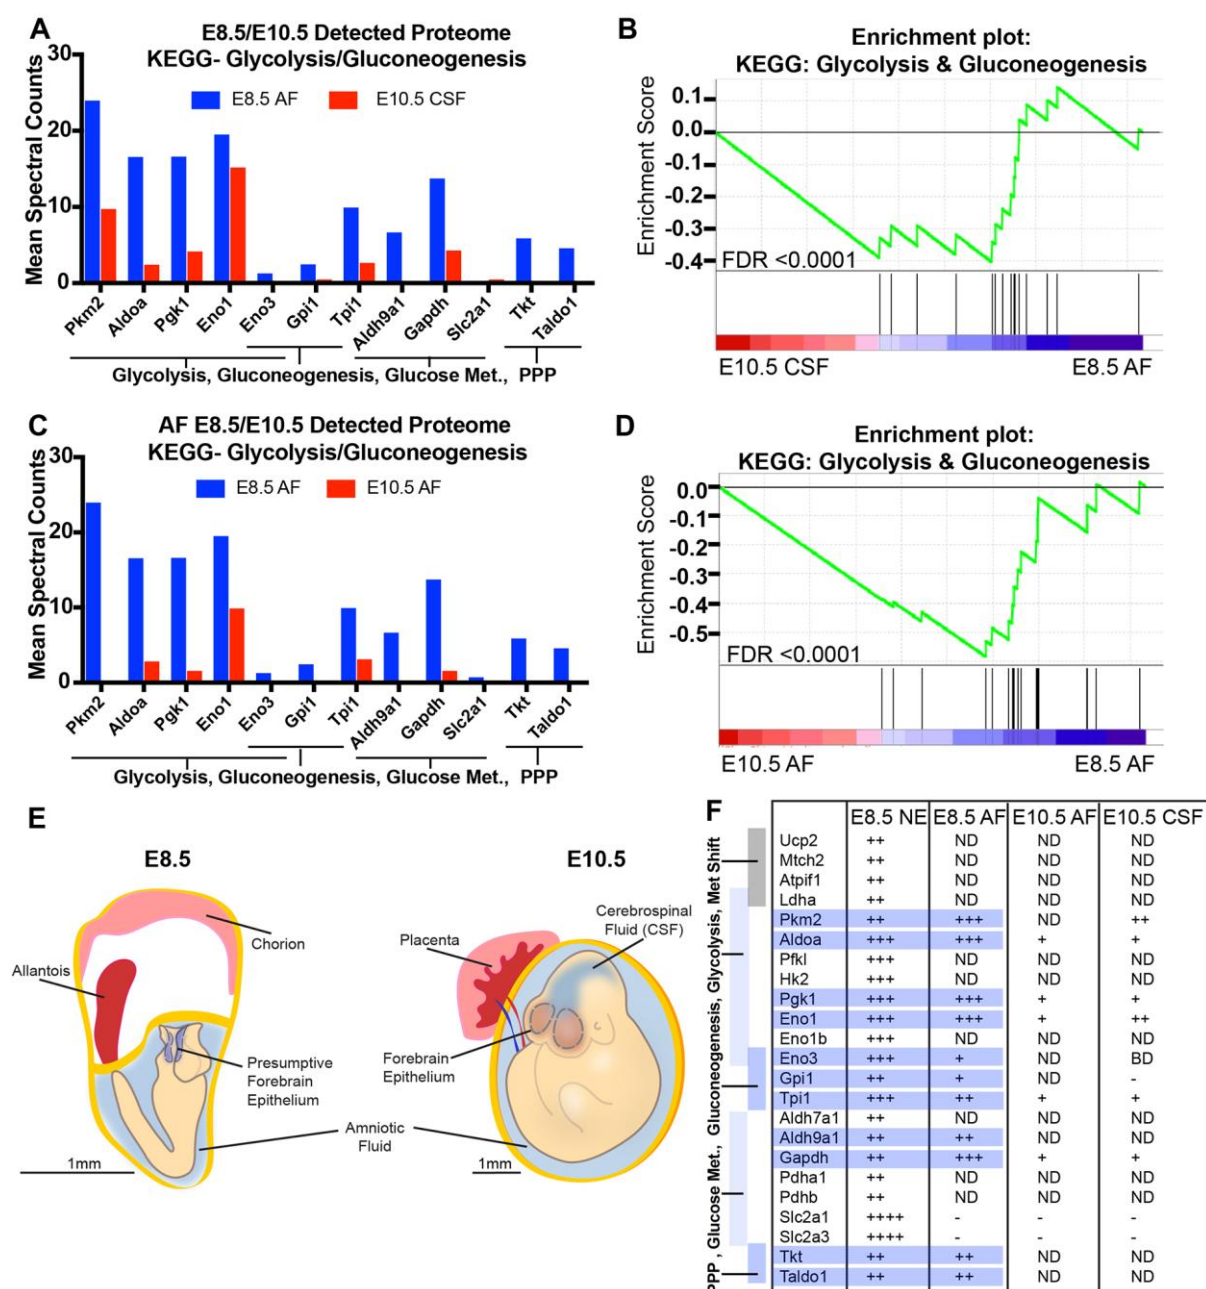 A
E8.5/E10.5 Detected Proteome
KEGG- Glycolysis/Gluconeogenesis
E8.5 AF
E10.5 CSF
Mean Spectral Counts
30
20
10
0
Pkm2
Aldoa
Pgk1
Eno1
Eno3
Gpi1
Tpi1
Aldh9a1
Gapdh
Slc2a1
Tkt
Taldo1
Glycolysis, Gluconeogenesis, Glucose Met., PPP
B
Enrichment plot:
KEGG: Glycolysis & Gluconeogenesis
Enrichment Score
0.1
0.0
-0.1
-0.2
-0.3
-0.4
FDR <0.0001
E10.5 CSF
E8.5 AF
C
AF E8.5/E10.5 Detected Proteome
KEGG- Glycolysis/Gluconeogenesis
E8.5 AF
E10.5 AF
Mean Spectral Counts
30
20
10
0
Pkm2
Aldoa
Pgk1
Eno1
Eno3
Gpi1
Tpi1
Aldh9a1
Gapdh
Slc2a1
Tkt
Taldo1
Glycolysis, Gluconeogenesis, Glucose Met., PPP
D
Enrichment plot:
KEGG: Glycolysis & Gluconeogenesis
Enrichment Score
0.0
-0.1
-0.2
-0.3
-0.4
-0.5
FDR <0.0001
E10.5 AF
E8.5 AF
E
E8.5
Chorion
Allantois
Presumptive
Forebrain
Epithelium
Amniotic
Fluid
1mm
E10.5
Placenta
Cerebrospinal
Fluid (CSF)
Forebrain
Epithelium
1mm
F
PPP , Glucose Met., Gluconeogenesis, Glycolysis, Met Shift
E8.5 NE E8.5 AF E10.5 AF E10.5 CSF
Ucp2 ++ ND ND ND
Mtch2 ++ ND ND ND
Atpif1 ++ ND ND ND
Ldha ++ ND ND ND
Pkm2 ++ +++ ND ++
Aldoa +++ +++ + +
Pfkl +++ ND ND ND
Hk2 +++ ND ND ND
Pgk1 +++ +++ + +
Eno1 +++ +++ + ++
Eno1b +++ ND ND ND
Eno3 +++ + ND BD
Gpi1 ++ + ND -
Tpi1 +++ ++ + +
Aldh7a1 ++ ND ND ND
Aldh9a1 ++ ++ ND ND
Gapdh ++ +++ + +
Pdha1 ++ ND ND ND
Pdhb ++ ND ND ND
Slc2a1 ++++ - - -
Slc2a3 ++++ - - -
Tkt ++ ++ ND ND
Taldo1 ++ ++ ND ND